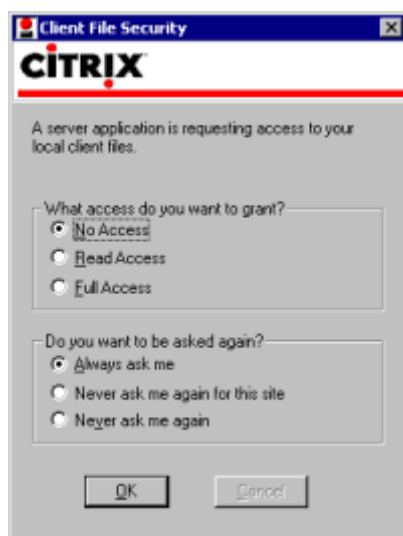 Client File Security
CITRIX
A server application is requesting access to your
local client files.
What access do you want to grant?
No Access
Read Access
Full Access
Do you want to be asked again?
Always ask me
Never ask me again for this site
Never ask me again
OK
Cancel